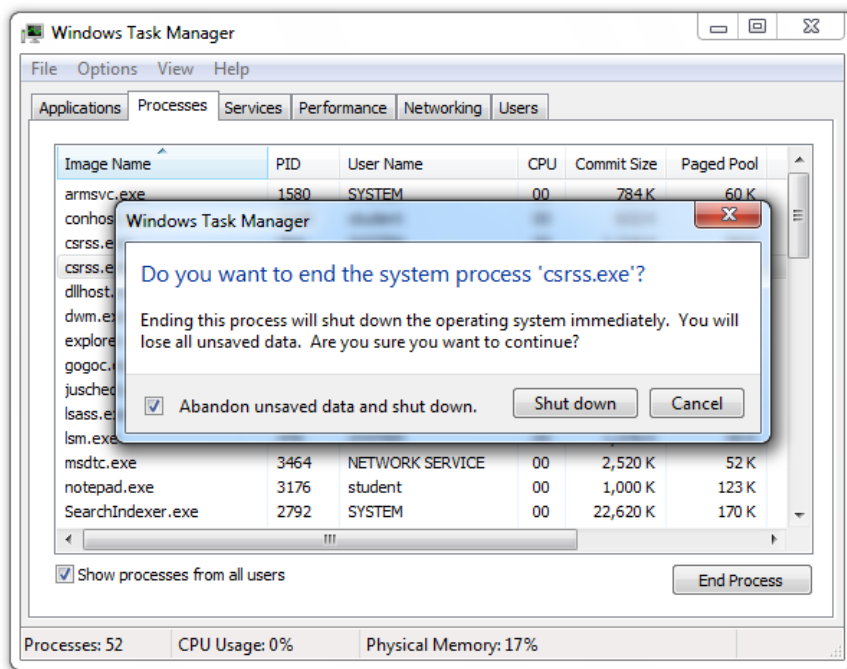 Windows Task Manager
File Options View Help
Applications Processes Services Performance Networking Users
Image Name PID User Name CPU Commit Size Paged Pool
armsvc.exe 1580 SYSTEM 00 784 K 60 K
conhos
Windows Task Manager
csrss.e
csrss.e
Do you want to end the system process 'csrss.exe'?
dllhost.
dwm.ex
Ending this process will shut down the operating system immediately. You will
explore
lose all unsaved data. Are you sure you want to continue?
gogoc.
jusched
Abandon unsaved data and shut down. Shut down Cancel
lsass.e
lsm.exe
msdtc.exe 3464 NETWORK SERVICE 00 2,520 K 52 K
notepad.exe 3176 student 00 1,000 K 123 K
SearchIndexer.exe 2792 SYSTEM 00 22,620 K 170 K
Show processes from all users
End Process
Processes: 52 CPU Usage: 0% Physical Memory: 17%